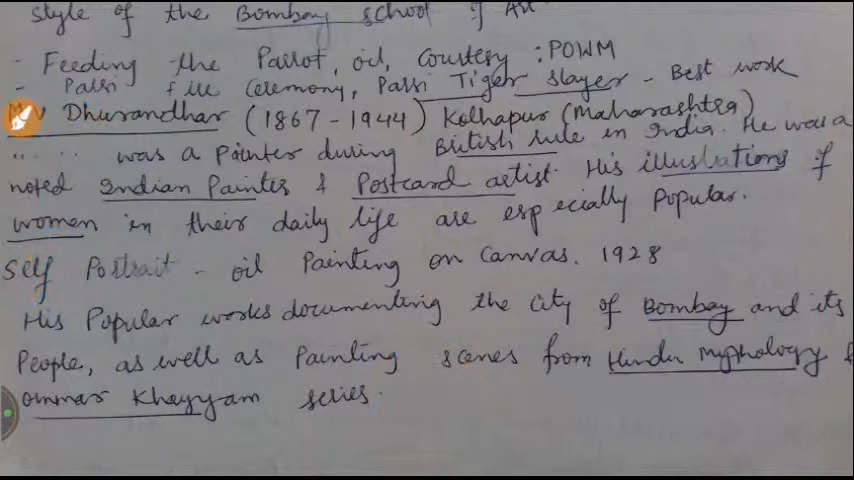 style of the Bombay school of Art
- Feeding the Parrot, oil, Courtesy : POWM
- Parsi fire Ceremony, Parsi Tiger slayer - Best work
M V Dhurandhar (1867-1944) Kolhapur (Maharashtra)
" .... was a Painter during British rule in India. He was a
noted Indian Painter & Postcard artist. His illustrations of
women in their daily life are especially Popular.
Self Portrait - oil Painting on Canvas. 1928
His Popular works documenting the City of Bombay and its
People, as well as Painting scenes from Hindu Mythology &
ommar Khayyam series.